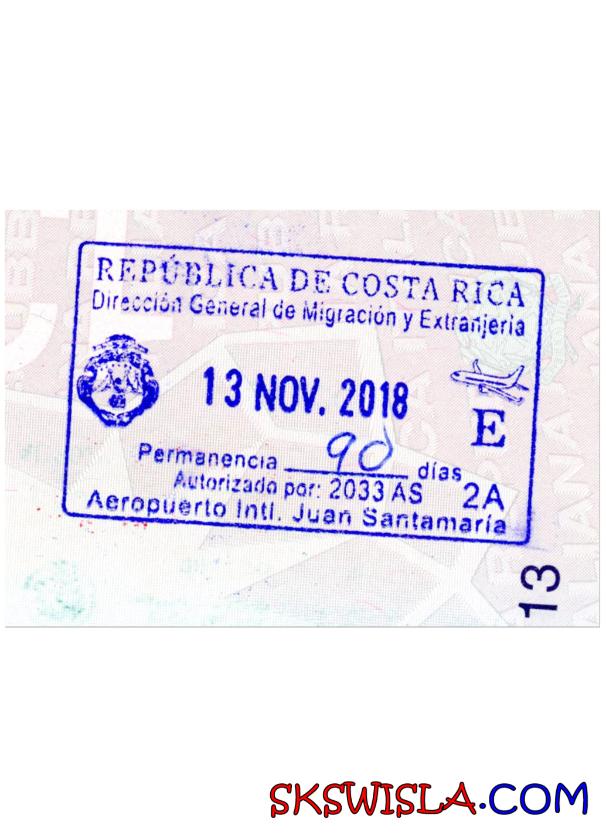 REPÚBLICA DE COSTA RICA
Dirección General de Migración y Extranjería
13 NOV. 2018
E
Permanencia 90 días
Autorizado por: 2033 AS 2A
Aeropuerto Intl. Juan Santamaría
13
SKSWISLA.COM